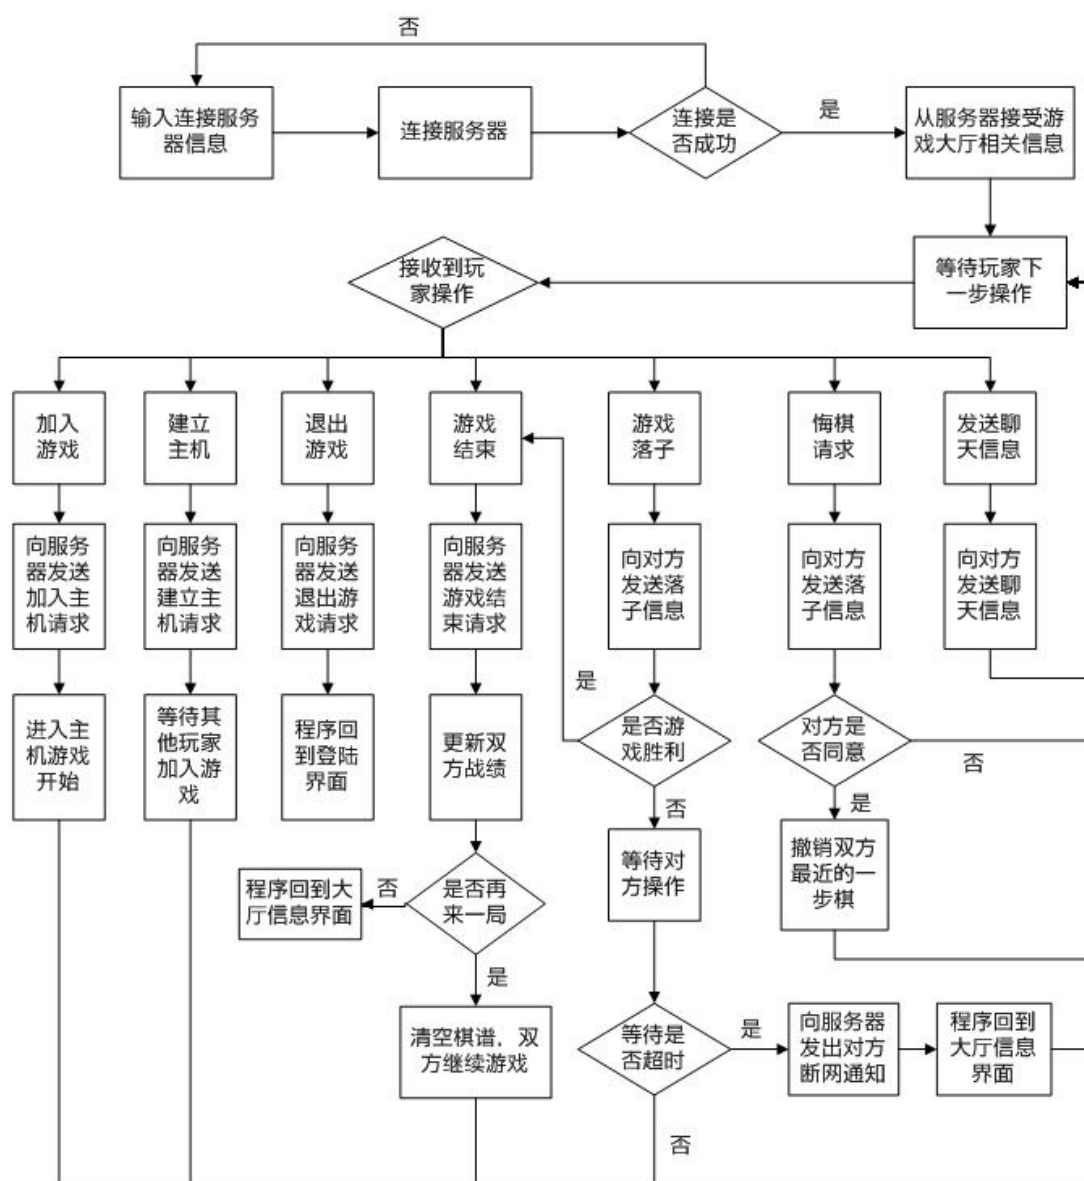 否
输入连接服务
器信息
连接服务器
连接是
否成功
是
从服务器接受游
戏大厅相关信息
接收到玩
家操作
等待玩家下
一步操作
加入
游戏
建立
主机
退出
游戏
游戏
结束
游戏
落子
悔棋
请求
发送聊
天信息
向服务
器发送
加入主
机请求
向服务
器发送
建立主
机请求
向服务
器发送
退出游
戏请求
向服务
器发送
游戏结
束请求
向对方
发送落
子信息
向对方
发送落
子信息
向对方
发送聊
天信息
进入主
机游戏
开始
等待其
他玩家
加入游
戏
程序回
到登陆
界面
更新双
方战绩
是
是否游
戏胜利
对方是
否同意
否
否
是
等待对
方操作
撤销双方
最近的一
步棋
程序回到大
厅信息界面
否
是否再
来一局
是
清空棋谱，双
方继续游戏
等待是
否超时
是
向服务器
发出对方
断网通知
程序回到
大厅信息
界面
否